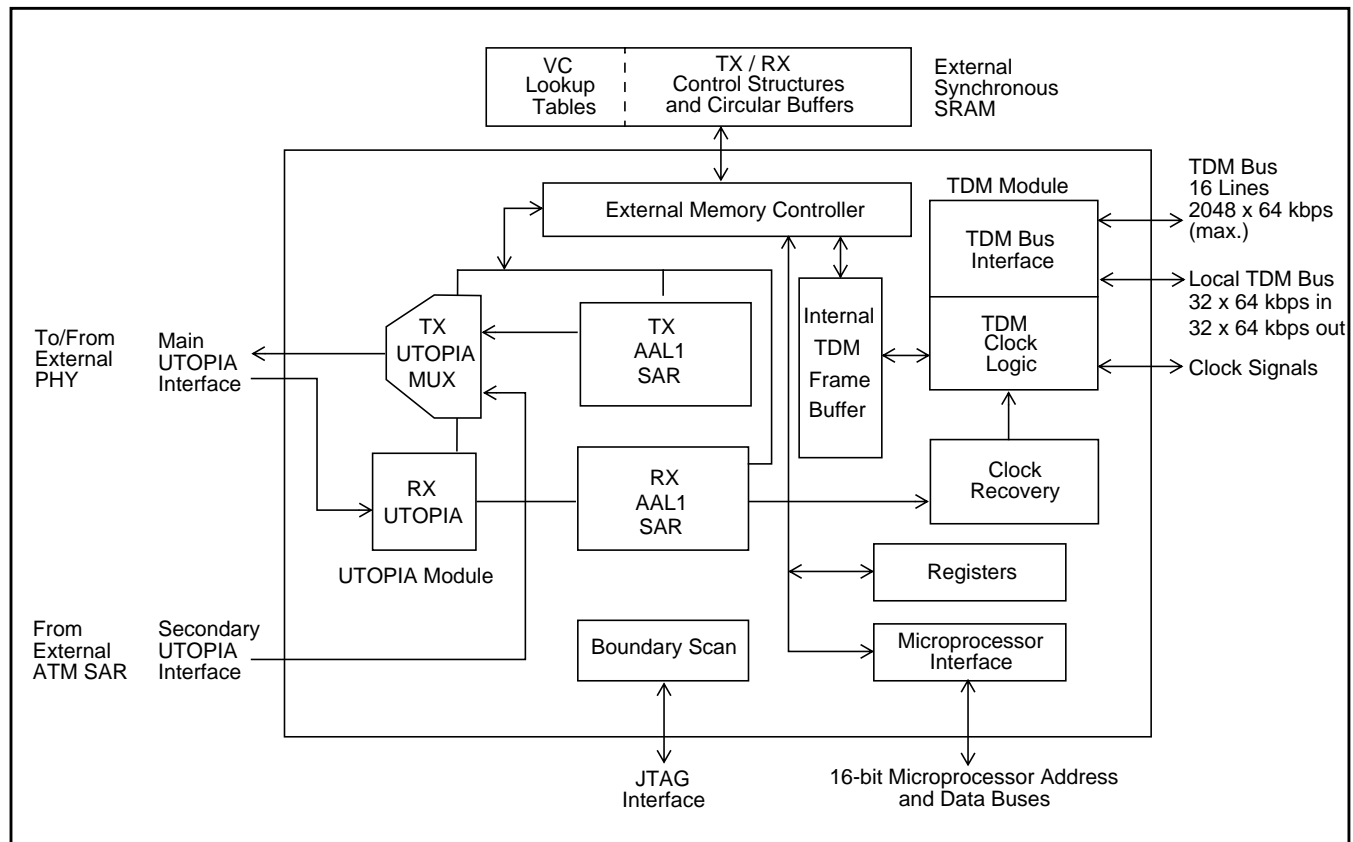 VC
Lookup
Tables
TX / RX
Control Structures
and Circular Buffers
External
Synchronous
SRAM
External Memory Controller
TDM Module
TDM Bus
Interface
TDM
Clock
Logic
TDM Bus
16 Lines
2048 x 64 kbps
(max.)
Local TDM Bus
32 x 64 kbps in
32 x 64 kbps out
Clock Signals
To/From
External
PHY
Main
UTOPIA
Interface
TX
UTOPIA
MUX
TX
AAL1
SAR
Internal
TDM
Frame
Buffer
RX
UTOPIA
RX
AAL1
SAR
Clock
Recovery
UTOPIA Module
Registers
From
External
ATM SAR
Secondary
UTOPIA
Interface
Boundary Scan
Microprocessor
Interface
JTAG
Interface
16-bit Microprocessor Address
and Data Buses